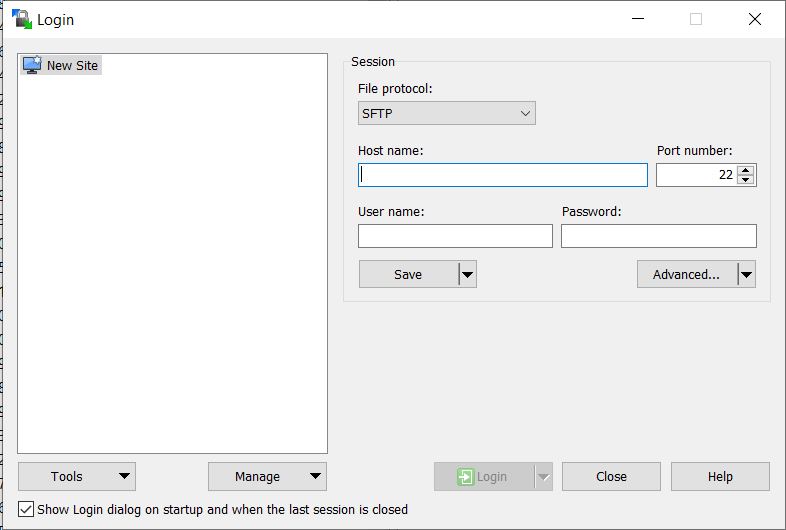 Login
New Site
Session
File protocol:
SFTP
Host name:
Port number:
22
User name:
Password:
Save
Advanced...
Tools
Manage
Login
Close
Help
Show Login dialog on startup and when the last session is closed